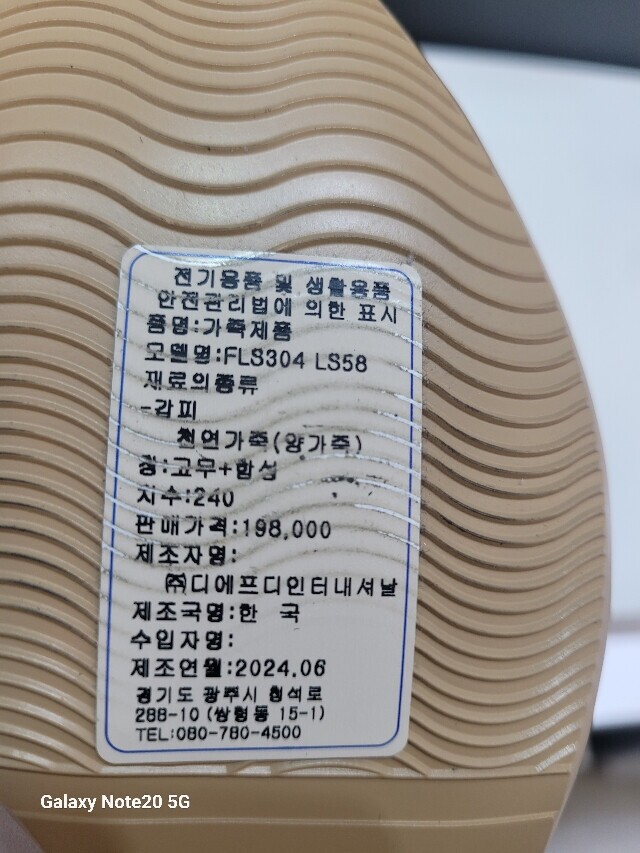 전기용품 및 생활용품
안전관리법에 의한 표시
품명:가죽제품
모델명:FLS304 LS58
재료의종류
-갑피
천연가죽(양가죽)
창:고무+합성
치수:240
판매가격:198,000
제조자명:
㈜디에프디인터내셔날
제조국명:한 국
수입자명:
제조연월:2024.06
경기도 광주시 청석로
288-10 (쌍령동 15-1)
TEL:080-780-4500
Galaxy Note20 5G